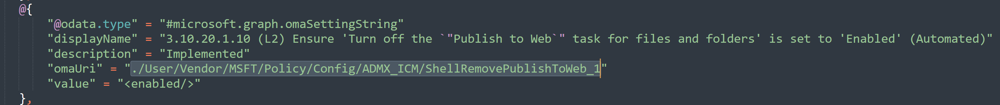 @{
"@odata.type" = "#microsoft.graph.omaSettingString"
"displayName" = "3.10.20.1.10 (L2) Ensure 'Turn off the `"Publish to Web`" task for files and folders' is set to 'Enabled' (Automated)"
"description" = "Implemented"
"omaUri" = "./User/Vendor/MSFT/Policy/Config/ADMX_ICM/ShellRemovePublishToWeb_1"
"value" = "<enabled/>"
},